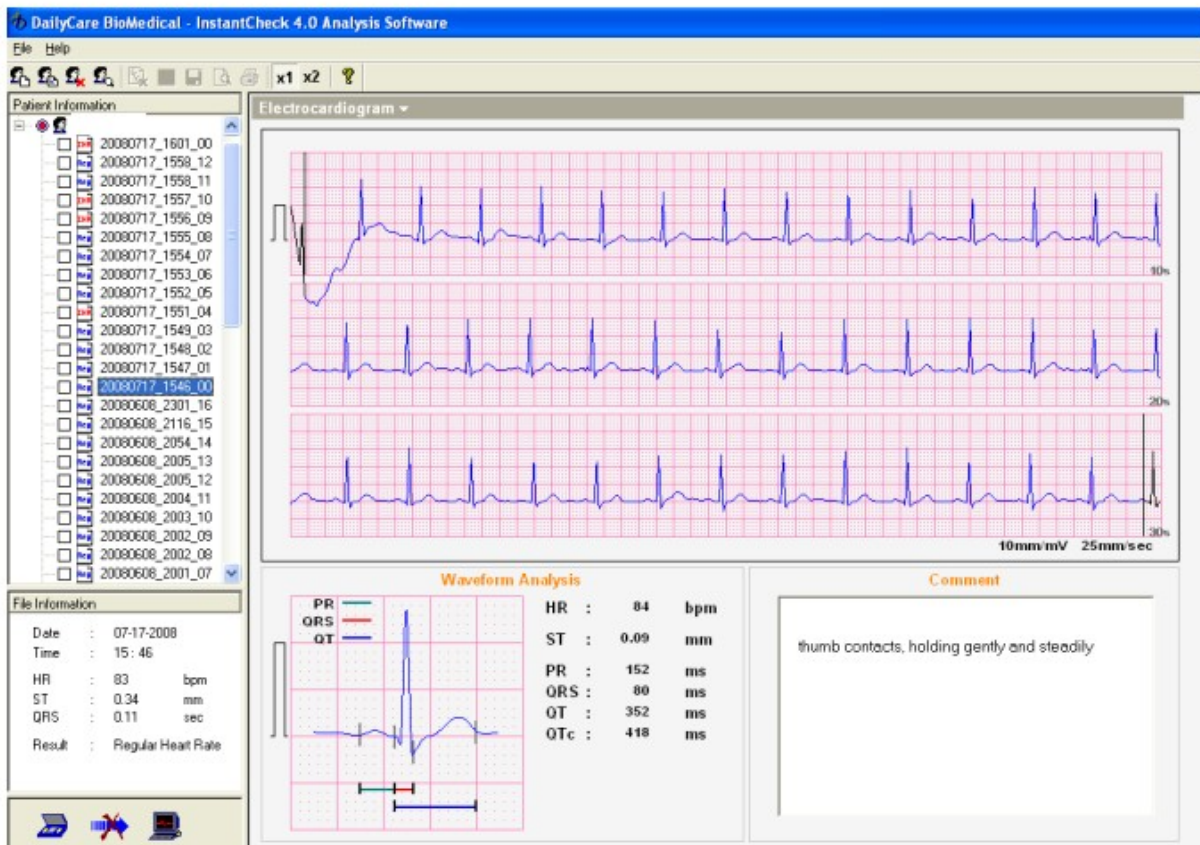 DailyCare BioMedical - InstantCheck 4.0 Analysis Software
File Help
x1 x2
Patient Information
20080717_1601_00
20080717_1558_12
20080717_1558_11
20080717_1557_10
20080717_1556_09
20080717_1555_08
20080717_1554_07
20080717_1553_06
20080717_1552_05
20080717_1551_04
20080717_1549_03
20080717_1548_02
20080717_1547_01
20080717_1546_00
20080608_2301_16
20080608_2116_15
20080608_2054_14
20080608_2005_13
20080608_2005_12
20080608_2004_11
20080608_2003_10
20080608_2002_09
20080608_2002_08
20080608_2001_07
File Information
Date : 07-17-2008
Time : 15:46
HR : 83 bpm
ST : 0.34 mm
QRS : 0.11 sec
Result : Regular Heart Rate
Electrocardiogram
10s
20s
30s
10mm/mV 25mm/sec
Waveform Analysis
PR
QRS
QT
HR : 84 bpm
ST : 0.09 mm
PR : 152 ms
QRS : 80 ms
QT : 352 ms
QTc : 418 ms
Comment
thumb contacts, holding gently and steadily